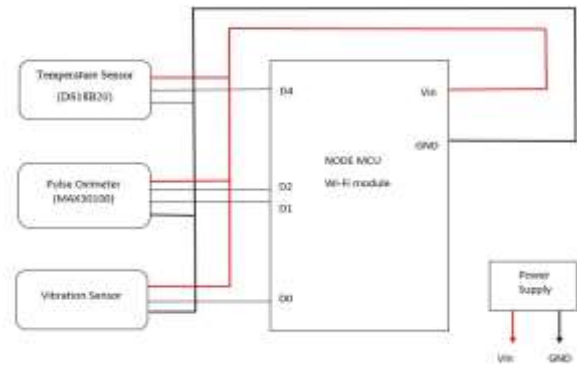 Temperature Sensor
(DS18B20)
Pulse Oximeter
(MAX30100)
Vibration Sensor
D4
D2
D1
D0
Vin
GND
NODE MCU
Wi-Fi module
Power
Supply
Vin
GND